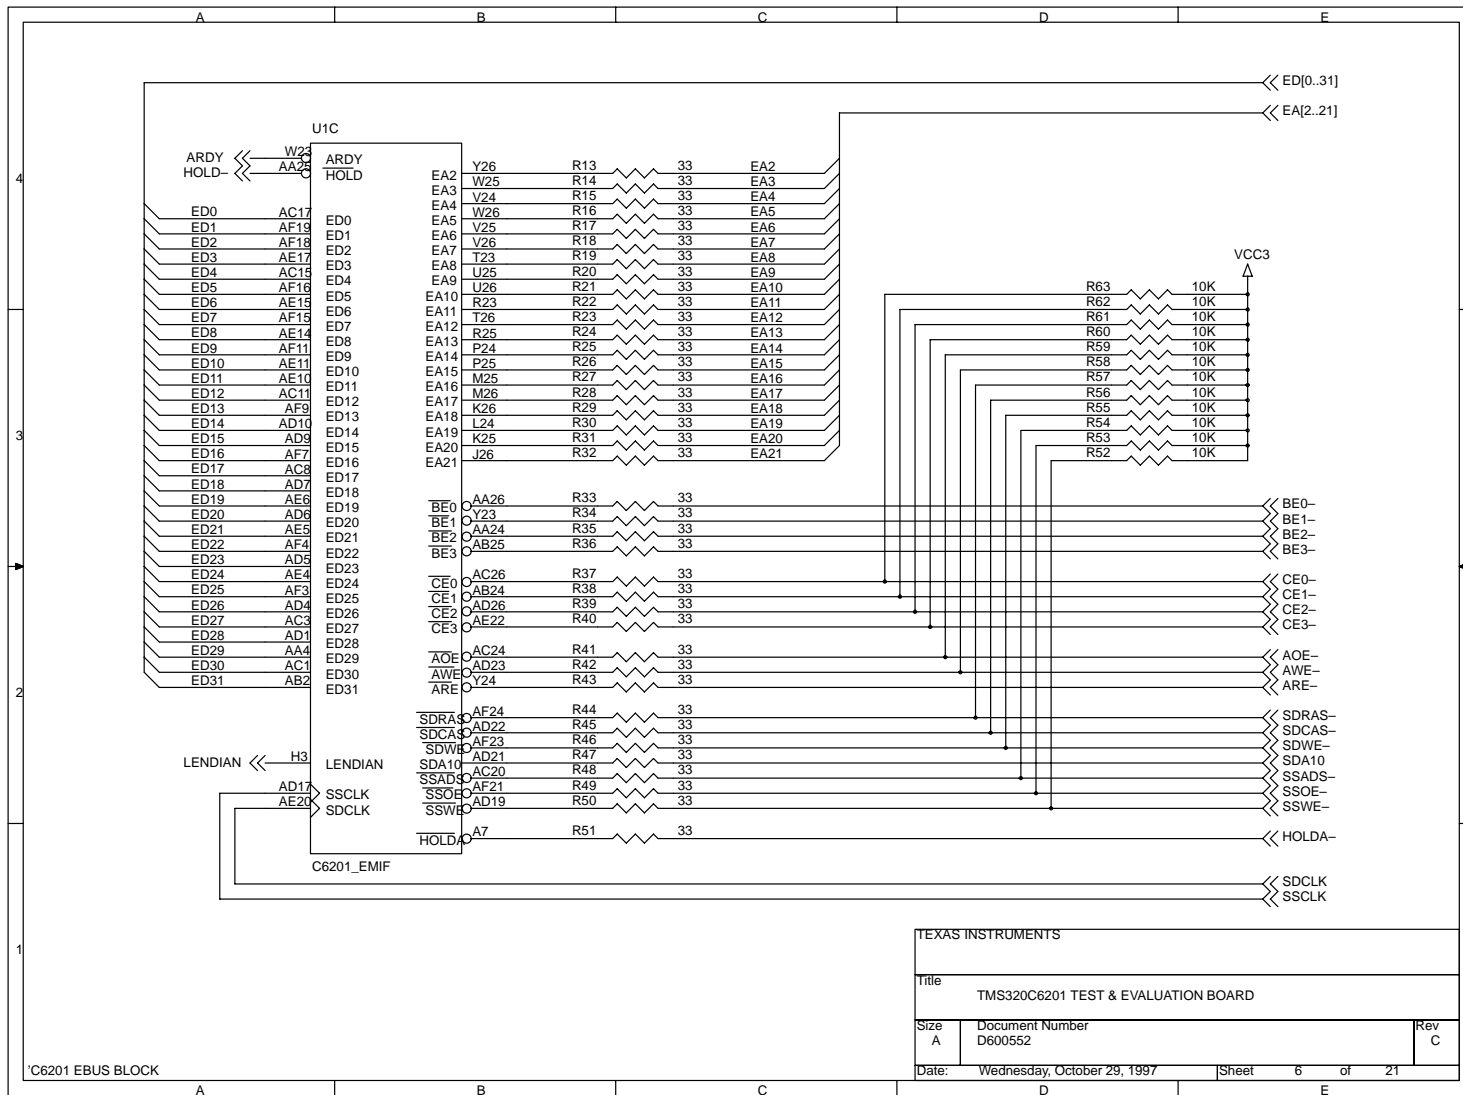 A B C D E
ED[0..31]
EA[2..21]
U1C
ARDY W23 ARDY
HOLD– AA25 HOLD
4
EA2 Y26 R13 33 EA2
EA3 W25 R14 33 EA3
EA4 V24 R15 33 EA4
EA5 W26 R16 33 EA5
EA6 V25 R17 33 EA6
EA7 V26 R18 33 EA7
EA8 T23 R19 33 EA8
EA9 U25 R20 33 EA9
EA10 U26 R21 33 EA10
EA11 R23 R22 33 EA11
EA12 T26 R23 33 EA12
EA13 R25 R24 33 EA13
EA14 P24 R25 33 EA14
EA15 P25 R26 33 EA15
EA16 M25 R27 33 EA16
EA17 M26 R28 33 EA17
EA18 K26 R29 33 EA18
EA19 L24 R30 33 EA19
EA20 K25 R31 33 EA20
EA21 J26 R32 33 EA21
ED0 AC17 ED0
ED1 AF19 ED1
ED2 AF18 ED2
ED3 AE17 ED3
ED4 AC15 ED4
ED5 AF16 ED5
ED6 AE15 ED6
ED7 AF15 ED7
ED8 AE14 ED8
ED9 AF11 ED9
ED10 AE11 ED10
ED11 AE10 ED11
ED12 AC11 ED12
ED13 AF9 ED13
ED14 AD10 ED14
ED15 AD9 ED15
ED16 AF7 ED16
ED17 AC8 ED17
ED18 AD7 ED18
ED19 AE6 ED19
ED20 AD6 ED20
ED21 AE5 ED21
ED22 AF4 ED22
ED23 AD5 ED23
ED24 AE4 ED24
ED25 AF3 ED25
ED26 AD4 ED26
ED27 AC3 ED27
ED28 AD1 ED28
ED29 AA4 ED29
ED30 AC1 ED30
ED31 AB2 ED31
VCC3
R63 10K
R62 10K
R61 10K
R60 10K
R59 10K
R58 10K
R57 10K
R56 10K
R55 10K
R54 10K
R53 10K
R52 10K
3
BE0 AA26 R33 33 BE0–
BE1 Y23 R34 33 BE1–
BE2 AA24 R35 33 BE2–
BE3 AB25 R36 33 BE3–
CE0 AC26 R37 33 CE0–
CE1 AB24 R38 33 CE1–
CE2 AD26 R39 33 CE2–
CE3 AE22 R40 33 CE3–
AOE AC24 R41 33 AOE–
AWE AD23 R42 33 AWE–
ARE Y24 R43 33 ARE–
2
SDRAS AF24 R44 33 SDRAS–
SDCAS AD22 R45 33 SDCAS–
SDWE AF23 R46 33 SDWE–
SDA10 AD21 R47 33 SDA10
SSADS AC20 R48 33 SSADS–
SSOE AF21 R49 33 SSOE–
SSWE AD19 R50 33 SSWE–
HOLDA A7 R51 33 HOLDA–
LENDIAN H3 LENDIAN
AD17 SSCLK
AE20 SDCLK
C6201_EMIF
SDCLK
SSCLK
1
TEXAS INSTRUMENTS
Title
TMS320C6201 TEST & EVALUATION BOARD
Size Document Number Rev
A D600552 C
Date: Wednesday, October 29, 1997 Sheet 6 of 21
'C6201 EBUS BLOCK
A B C D E